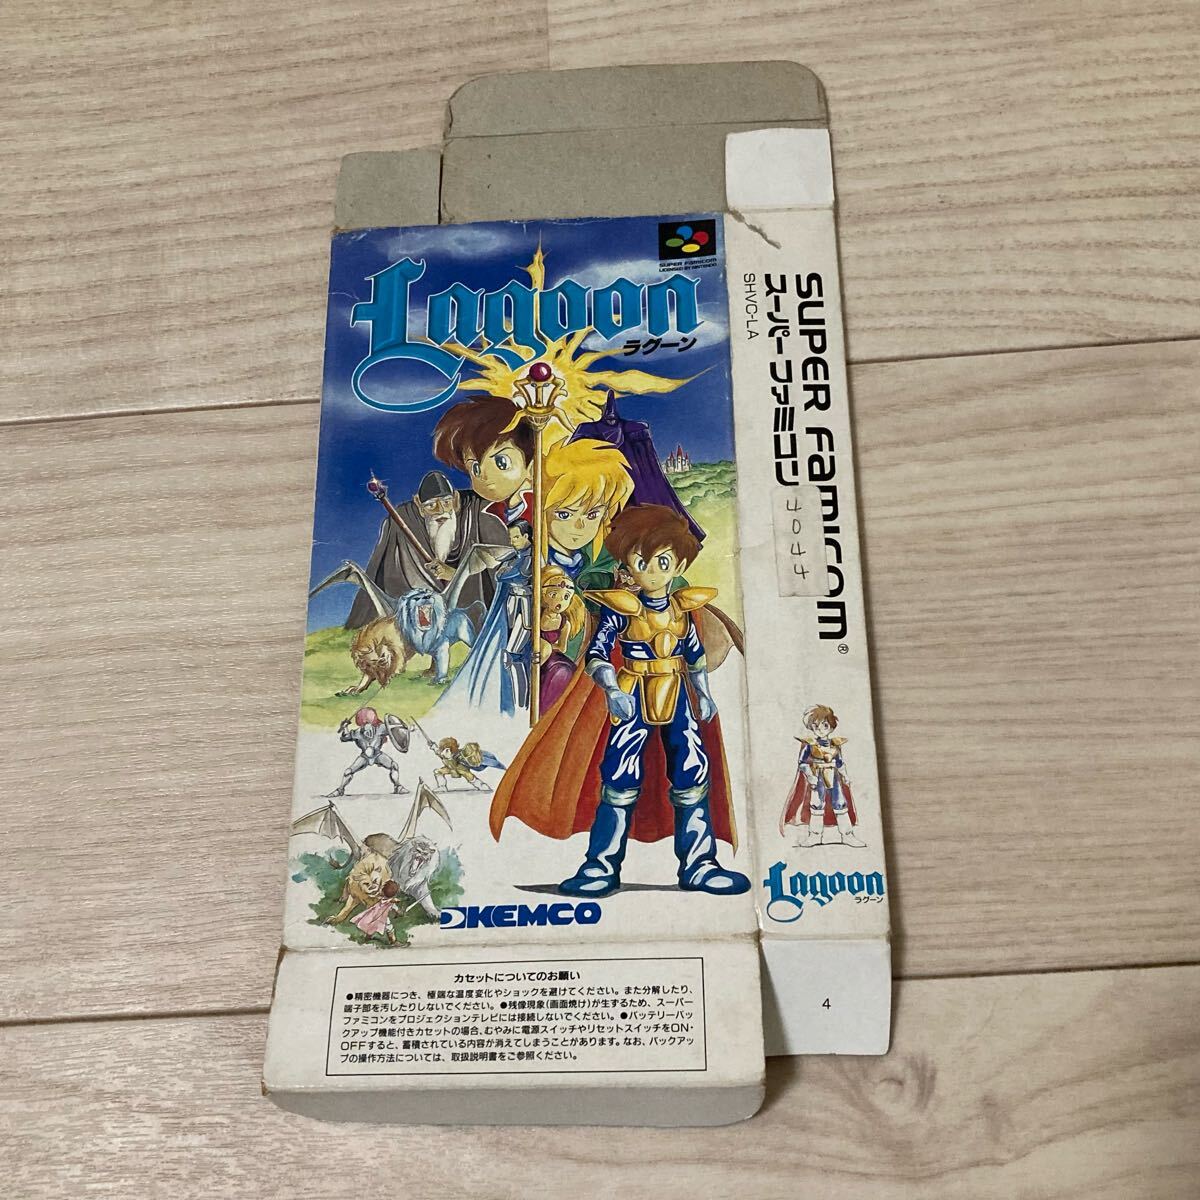 Lagoon
ラグーン
SUPER FAMICOM
LICENSED BY NINTENDO
KEMCO
SUPER FAMICOM®
スーパーファミコン
SHVC-LA
4044
Lagoon
ラグーン
4
カセットについてのお願い
●精密機器につき、極端な温度変化やショックを避けてください。また分解したり、
端子部を汚したりしないでください。●残像現象(画面焼け)が生ずるため、スーパー
ファミコンをプロジェクションテレビには接続しないでください。●バッテリーバッ
クアップ機能付きカセットの場合、むやみに電源スイッチやリセットスイッチをON・
OFFすると、蓄積されている内容が消えてしまうことがあります。なお、バックアッ
プの操作方法については、取扱説明書をご参照ください。